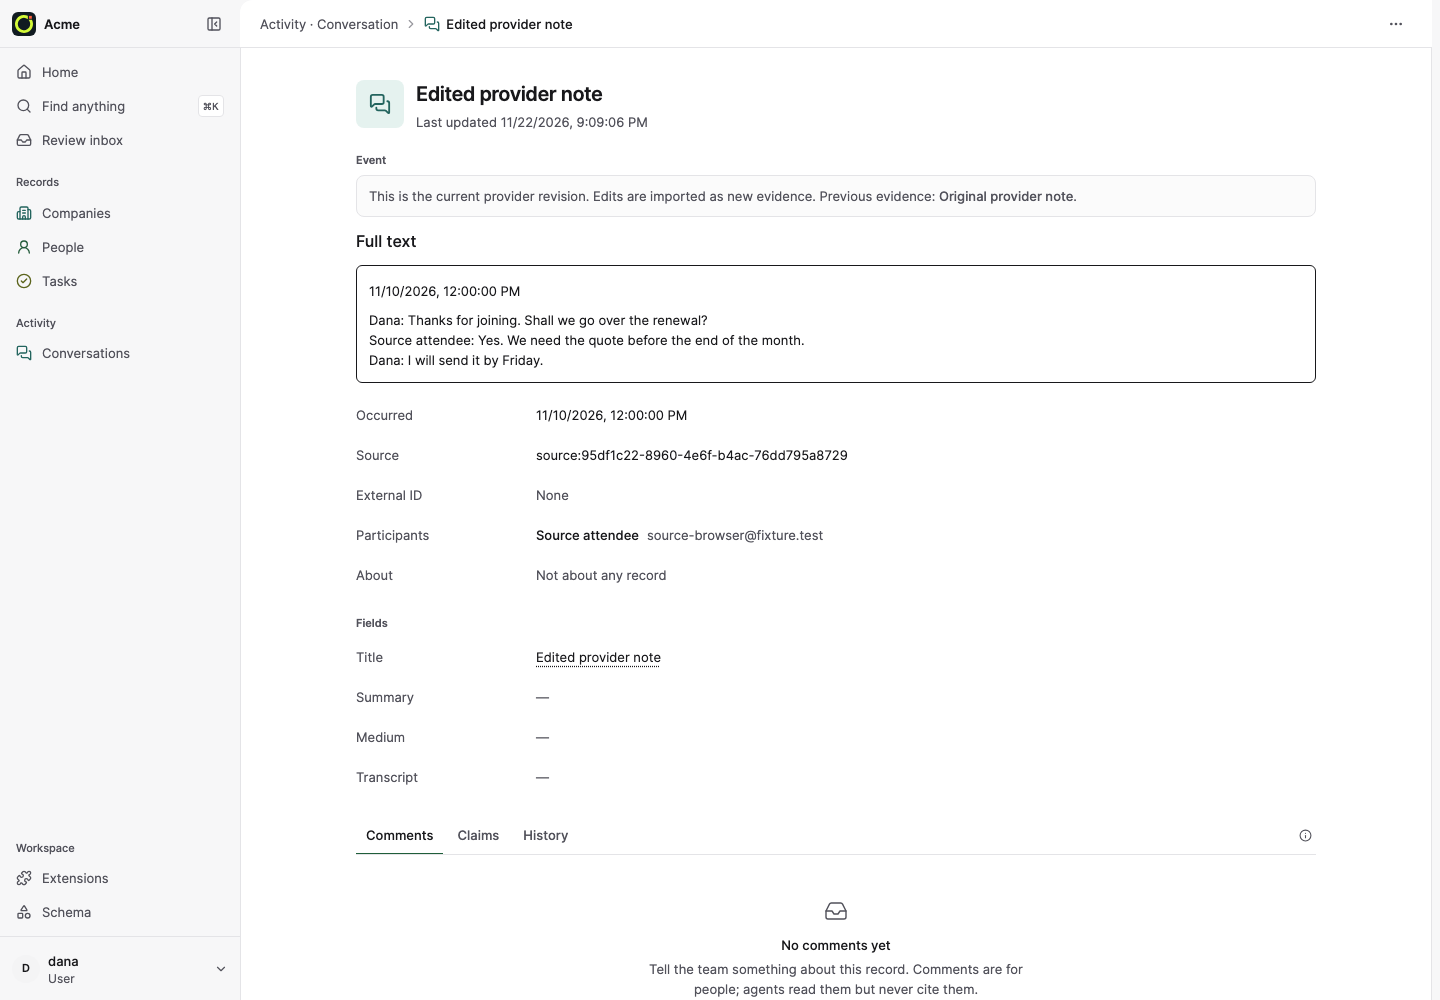 Acme
Activity · Conversation
Edited provider note
Home
Find anything
⌘K
Review inbox
Records
Companies
People
Tasks
Activity
Conversations
Edited provider note
Last updated 11/22/2026, 9:09:06 PM
Event
This is the current provider revision. Edits are imported as new evidence. Previous evidence: Original provider note.
Full text
11/10/2026, 12:00:00 PM
Dana: Thanks for joining. Shall we go over the renewal?
Source attendee: Yes. We need the quote before the end of the month.
Dana: I will send it by Friday.
Occurred 11/10/2026, 12:00:00 PM
Source source:95df1c22-8960-4e6f-b4ac-76dd795a8729
External ID None
Participants Source attendee source-browser@fixture.test
About Not about any record
Fields
Title Edited provider note
Summary —
Medium —
Transcript —
Comments Claims History
No comments yet
Tell the team something about this record. Comments are for
people; agents read them but never cite them.
Workspace
Extensions
Schema
D
dana
User